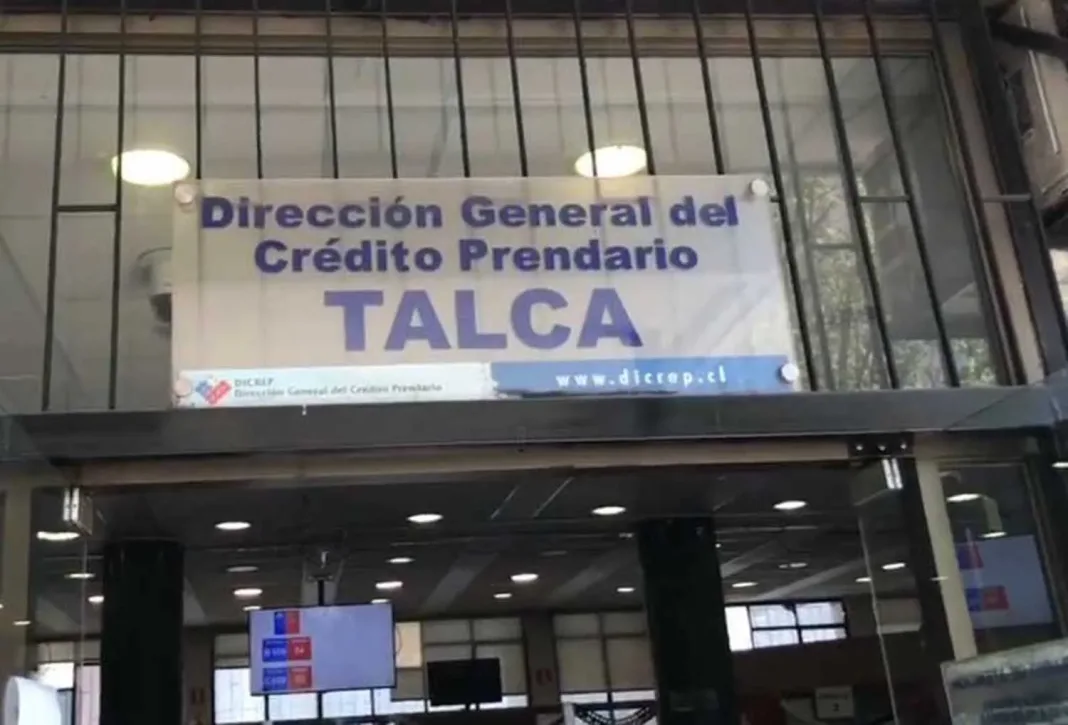 Dirección General del
Crédito Prendario
TALCA
DICREP
Dirección General del Crédito Prendario
www.dicrep.cl